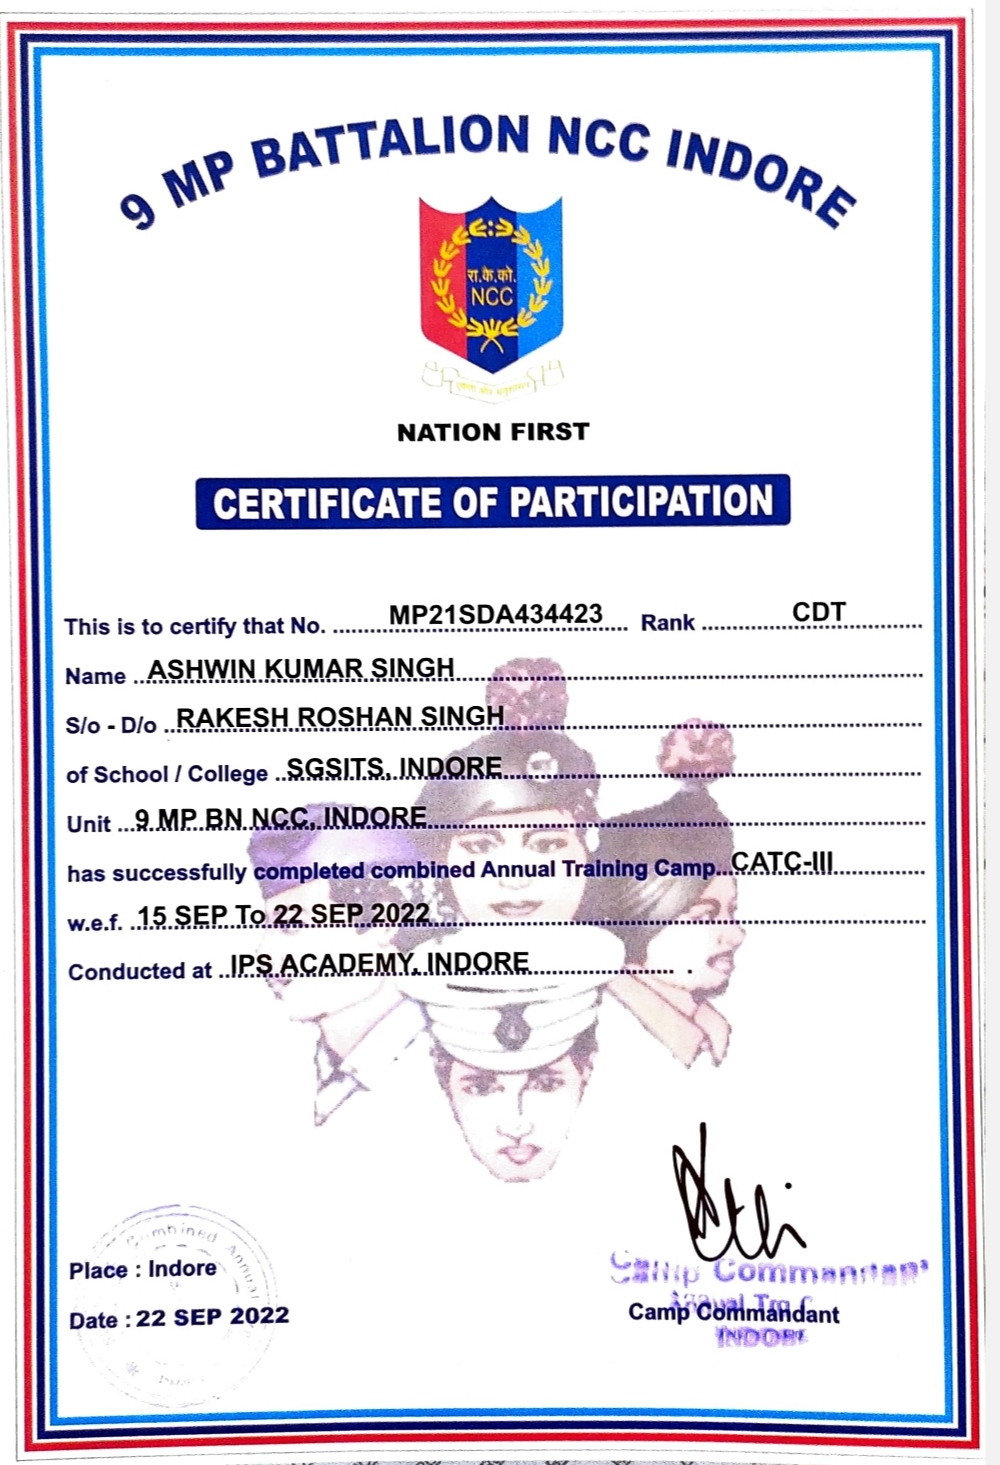 9 MP BATTALION NCC INDORE
रा.के.को.
NCC
एकता और अनुशासन
NATION FIRST
CERTIFICATE OF PARTICIPATION
This is to certify that No. MP21SDA434423 Rank CDT
Name ASHWIN KUMAR SINGH
S/o - D/o RAKESH ROSHAN SINGH
of School / College SGSITS, INDORE
Unit 9 MP BN NCC, INDORE
has successfully completed combined Annual Training Camp CATC-III
w.e.f. 15 SEP To 22 SEP 2022
Conducted at IPS ACADEMY, INDORE .
Combined Annual
Place : Indore
Date : 22 SEP 2022
Camp Commandant
Annual Trg
Camp Commandant
INDORE